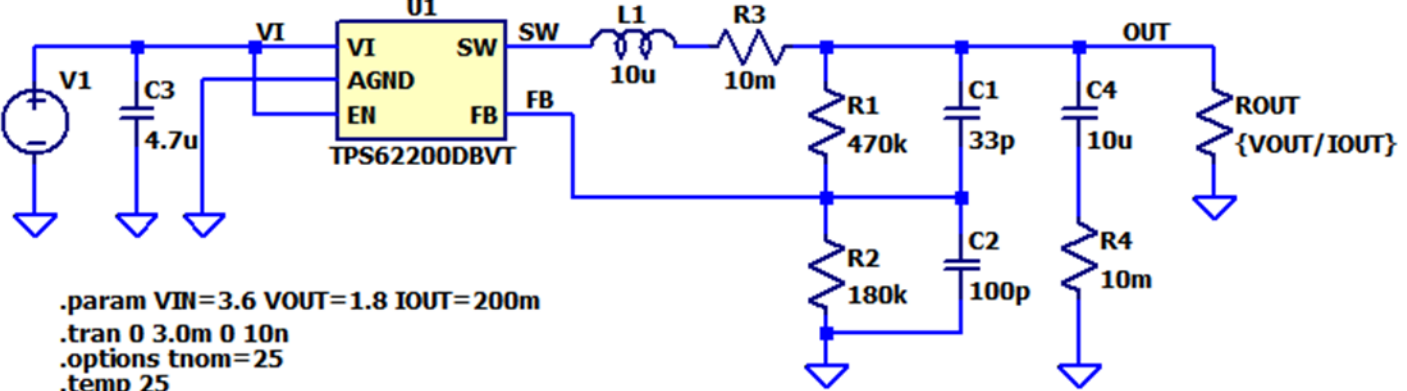 U1
VI
SW
L1
R3
OUT
VI
SW
10u
10m
V1
AGND
C3
FB
R1
C1
C4
ROUT
EN
FB
4.7u
470k
33p
10u
{VOUT/IOUT}
TPS62200DBVT
R2
C2
R4
180k
100p
10m
.param VIN=3.6 VOUT=1.8 IOUT=200m
.tran 0 3.0m 0 10n
.options tnom=25
.temp 25